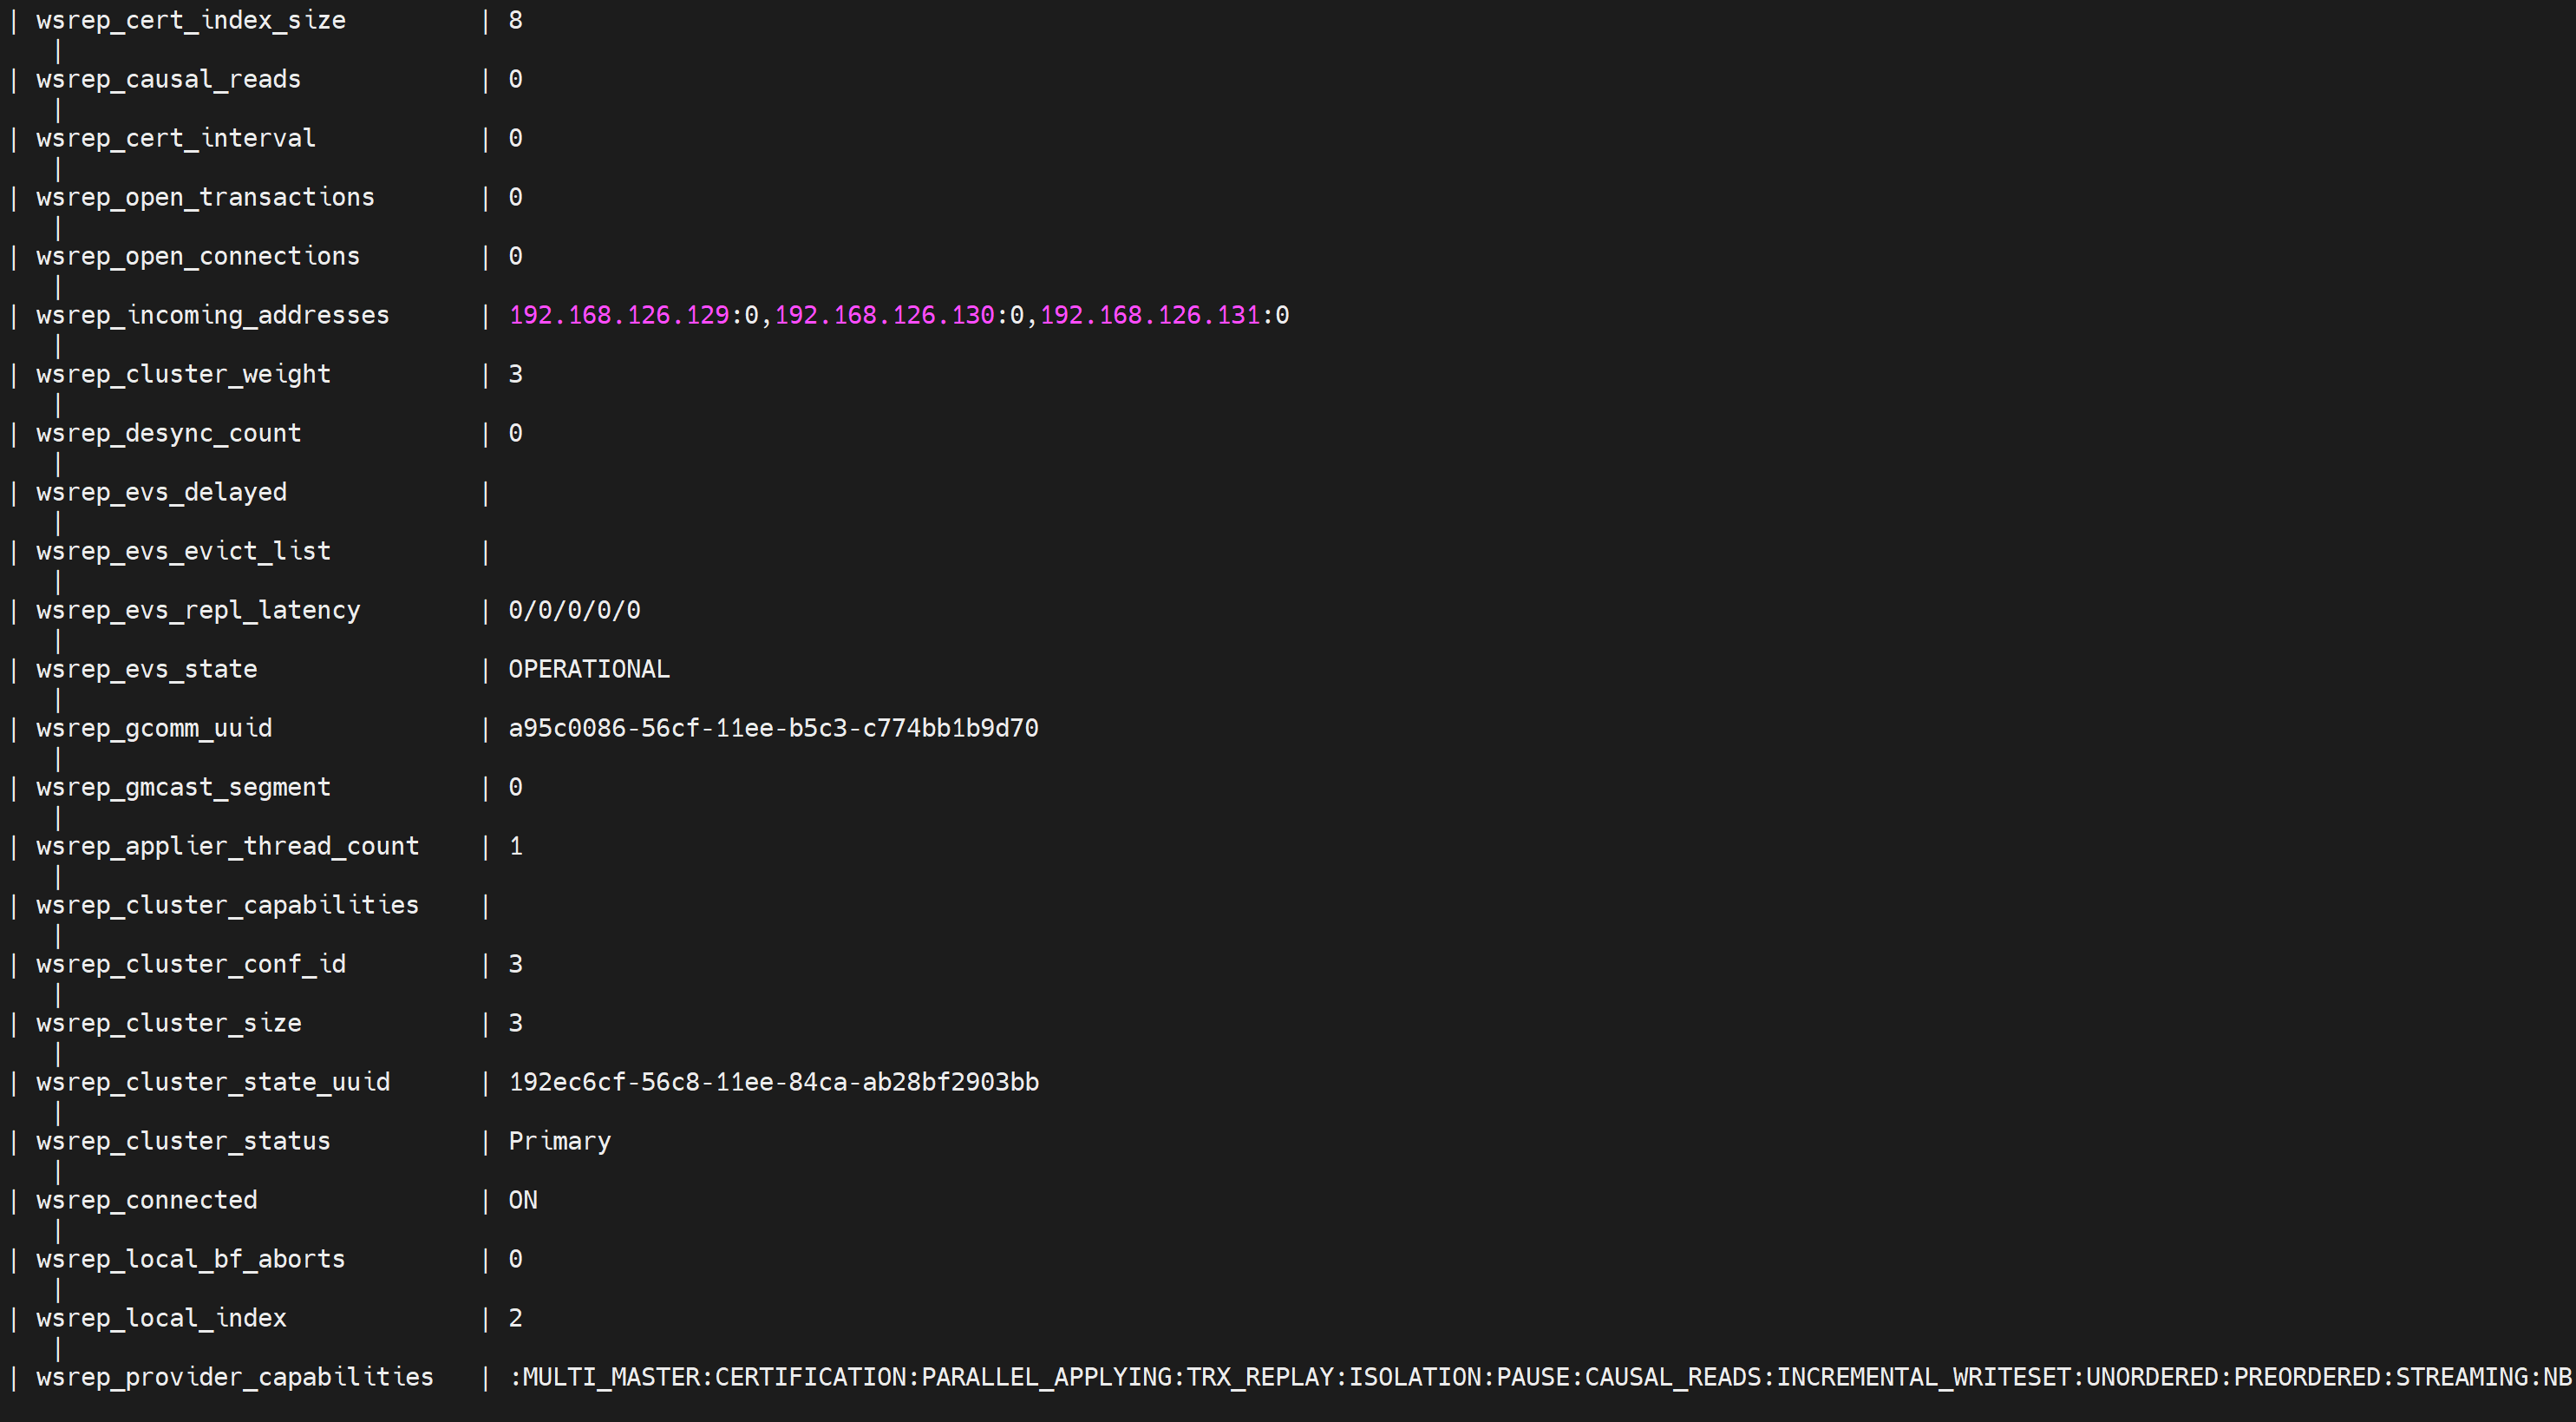 | wsrep_cert_index_size | 8
|
| wsrep_causal_reads | 0
|
| wsrep_cert_interval | 0
|
| wsrep_open_transactions | 0
|
| wsrep_open_connections | 0
|
| wsrep_incoming_addresses | 192.168.126.129:0,192.168.126.130:0,192.168.126.131:0
|
| wsrep_cluster_weight | 3
|
| wsrep_desync_count | 0
|
| wsrep_evs_delayed |
|
| wsrep_evs_evict_list |
|
| wsrep_evs_repl_latency | 0/0/0/0/0
|
| wsrep_evs_state | OPERATIONAL
|
| wsrep_gcomm_uuid | a95c0086-56cf-11ee-b5c3-c774bb1b9d70
|
| wsrep_gmcast_segment | 0
|
| wsrep_applier_thread_count | 1
|
| wsrep_cluster_capabilities |
|
| wsrep_cluster_conf_id | 3
|
| wsrep_cluster_size | 3
|
| wsrep_cluster_state_uuid | 192ec6cf-56c8-11ee-84ca-ab28bf2903bb
|
| wsrep_cluster_status | Primary
|
| wsrep_connected | ON
|
| wsrep_local_bf_aborts | 0
|
| wsrep_local_index | 2
|
| wsrep_provider_capabilities | :MULTI_MASTER:CERTIFICATION:PARALLEL_APPLYING:TRX_REPLAY:ISOLATION:PAUSE:CAUSAL_READS:INCREMENTAL_WRITESET:UNORDERED:PREORDERED:STREAMING:NB